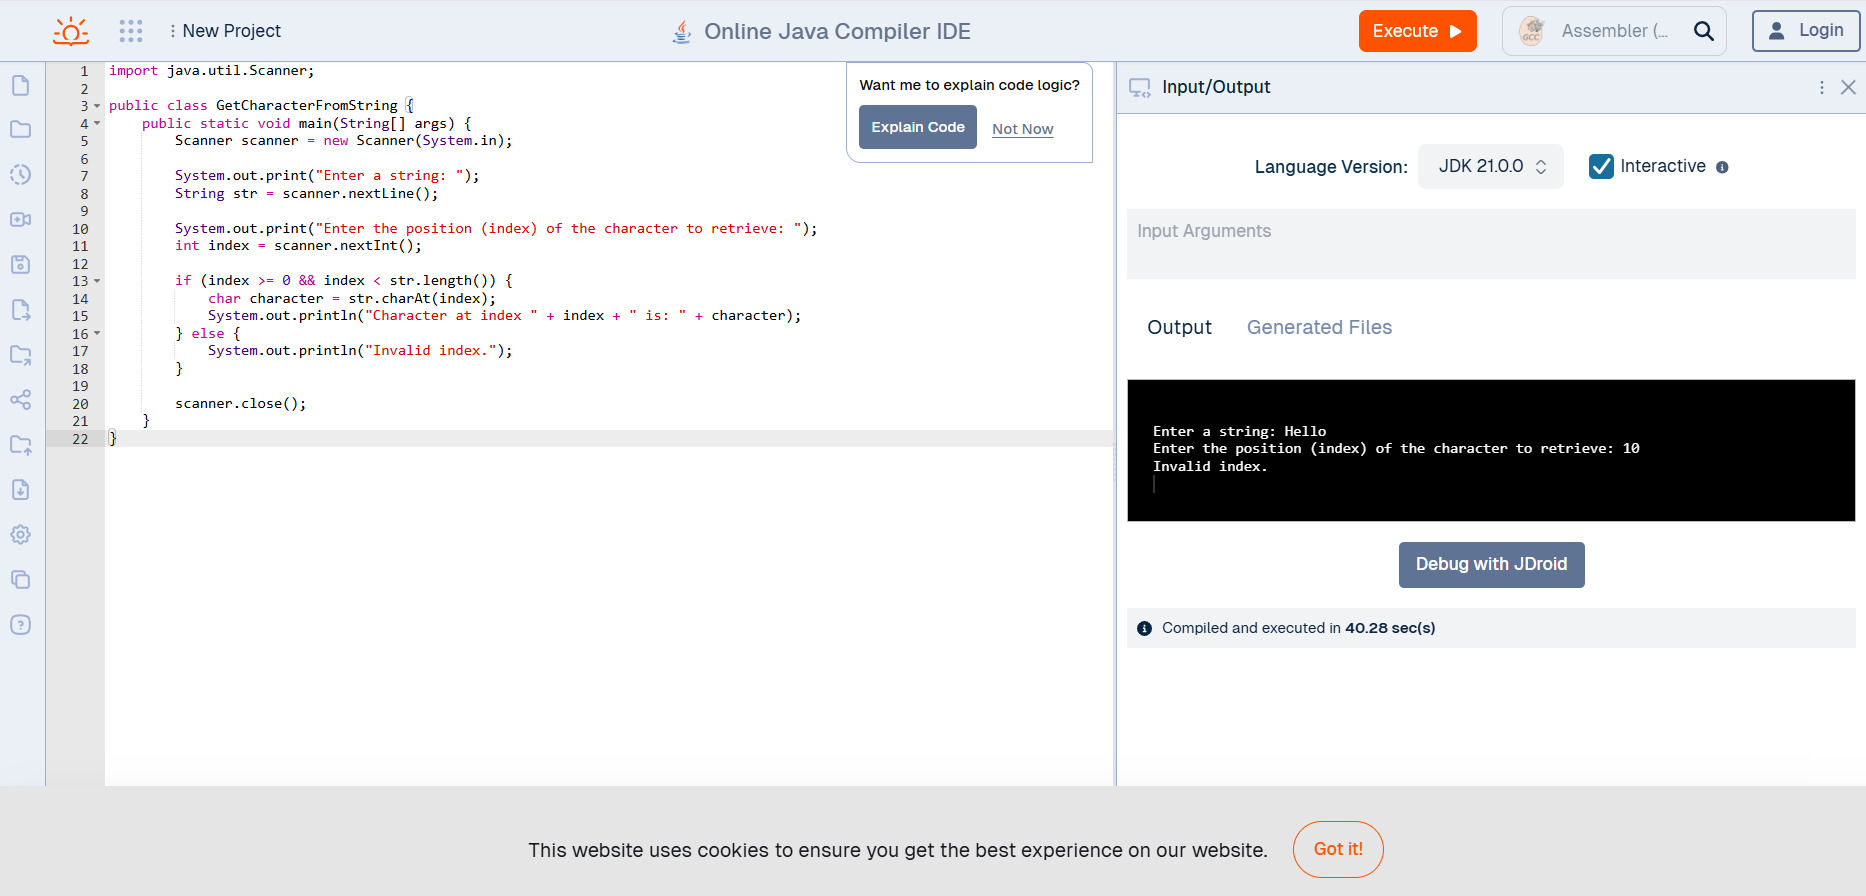 New Project
Online Java Compiler IDE
Execute
GCC
Assembler (...
Login
1 import java.util.Scanner;
2
3 public class GetCharacterFromString {
4     public static void main(String[] args) {
5         Scanner scanner = new Scanner(System.in);
6
7         System.out.print("Enter a string: ");
8         String str = scanner.nextLine();
9
10        System.out.print("Enter the position (index) of the character to retrieve: ");
11        int index = scanner.nextInt();
12
13        if (index >= 0 && index < str.length()) {
14            char character = str.charAt(index);
15            System.out.println("Character at index " + index + " is: " + character);
16        } else {
17            System.out.println("Invalid index.");
18        }
19
20        scanner.close();
21    }
22 }
Want me to explain code logic?
Explain Code Not Now
Input/Output
Language Version: JDK 21.0.0 Interactive
Input Arguments
Output Generated Files
Enter a string: Hello
Enter the position (index) of the character to retrieve: 10
Invalid index.
Debug with JDroid
Compiled and executed in 40.28 sec(s)
This website uses cookies to ensure you get the best experience on our website. Got it!